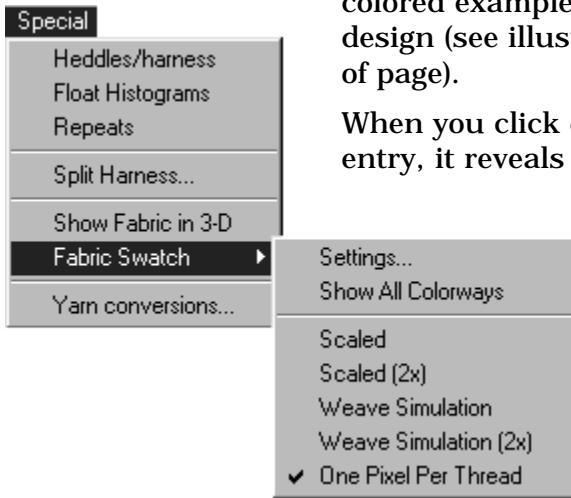 colored example
design (see illus
of page).
When you click
entry, it reveals
Special
Heddles/harness
Float Histograms
Repeats
Split Harness...
Show Fabric in 3-D
Fabric Swatch
Yarn conversions...
Settings...
Show All Colorways
Scaled
Scaled (2x)
Weave Simulation
Weave Simulation (2x)
One Pixel Per Thread